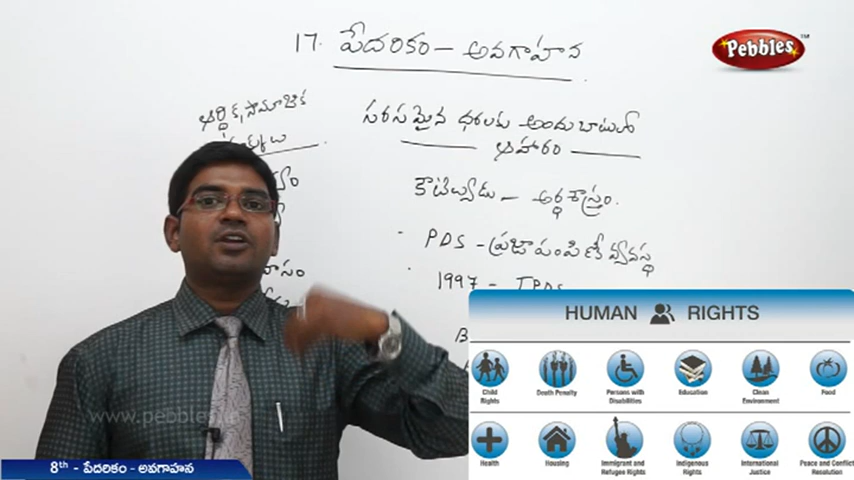 17. పేదరికం - అవగాహన
Pebbles
ఆర్థిక, సామాజిక
సరసమైన ధరలకు అందుబాటులో
ఆహారం
కౌటిల్యుడు - అర్థశాస్త్రం.
PDS - ప్రజా పంపిణీ వ్యవస్థ
1997 - TPDS
HUMAN RIGHTS
Child Rights
Death Penalty
Persons with Disabilities
Education
Clean Environment
Food
Health
Housing
Immigrant and Refugee Rights
Indigenous Rights
International Justice
Peace and Conflict Resolution
www.pebbles
8th - పేదరికం - అవగాహన